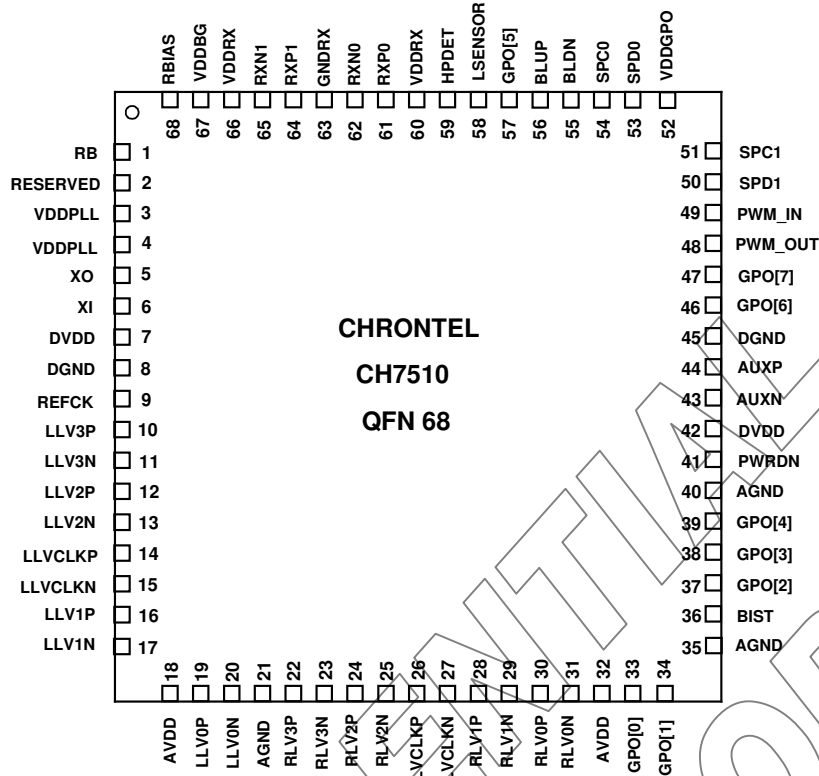 RBIAS VDDBG VDDRX RXN1 RXP1 GNDRX RXN0 RXP0 VDDRX HPDET LSENSOR GPO[5] BLUP BLDN SPC0 SPD0 VDDGPO
68 67 66 65 64 63 62 61 60 59 58 57 56 55 54 53 52
RB 1
RESERVED 2
VDDPLL 3
VDDPLL 4
XO 5
XI 6
DVDD 7
DGND 8
REFCK 9
LLV3P 10
LLV3N 11
LLV2P 12
LLV2N 13
LLVCLKP 14
LLVCLKN 15
LLV1P 16
LLV1N 17
CHRONTEL
CH7510
QFN 68
51 SPC1
50 SPD1
49 PWM_IN
48 PWM_OUT
47 GPO[7]
46 GPO[6]
45 DGND
44 AUXP
43 AUXN
42 DVDD
41 PWRDN
40 AGND
39 GPO[4]
38 GPO[3]
37 GPO[2]
36 BIST
35 AGND
18 19 20 21 22 23 24 25 26 27 28 29 30 31 32 33 34
AVDD LLV0P LLV0N AGND RLV3P RLV3N RLV2P RLV2N LVCLKP LVCLKN RLV1P RLV1N RLV0P RLV0N AVDD GPO[0] GPO[1]
ENTIAL